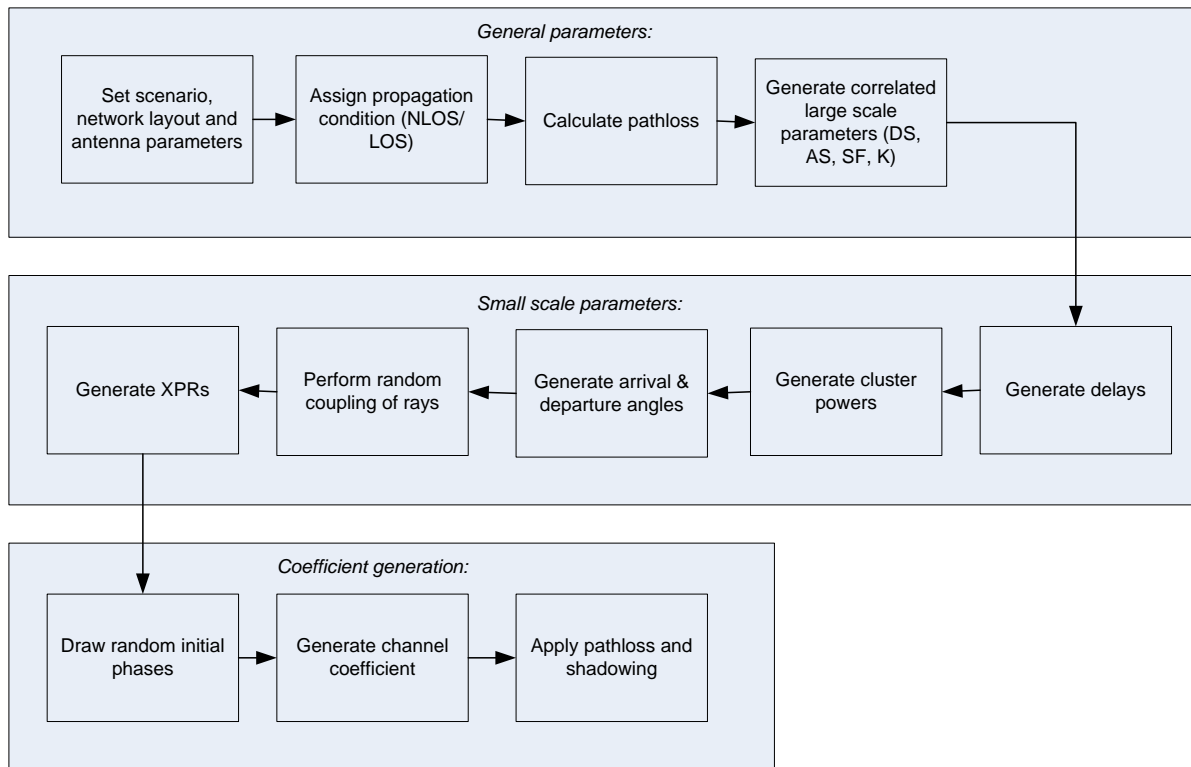 General parameters:
Set scenario,
network layout and
antenna parameters
Assign propagation
condition (NLOS/
LOS)
Calculate pathloss
Generate correlated
large scale
parameters (DS,
AS, SF, K)
Small scale parameters:
Generate XPRs
Perform random
coupling of rays
Generate arrival &
departure angles
Generate cluster
powers
Generate delays
Coefficient generation:
Draw random initial
phases
Generate channel
coefficient
Apply pathloss and
shadowing